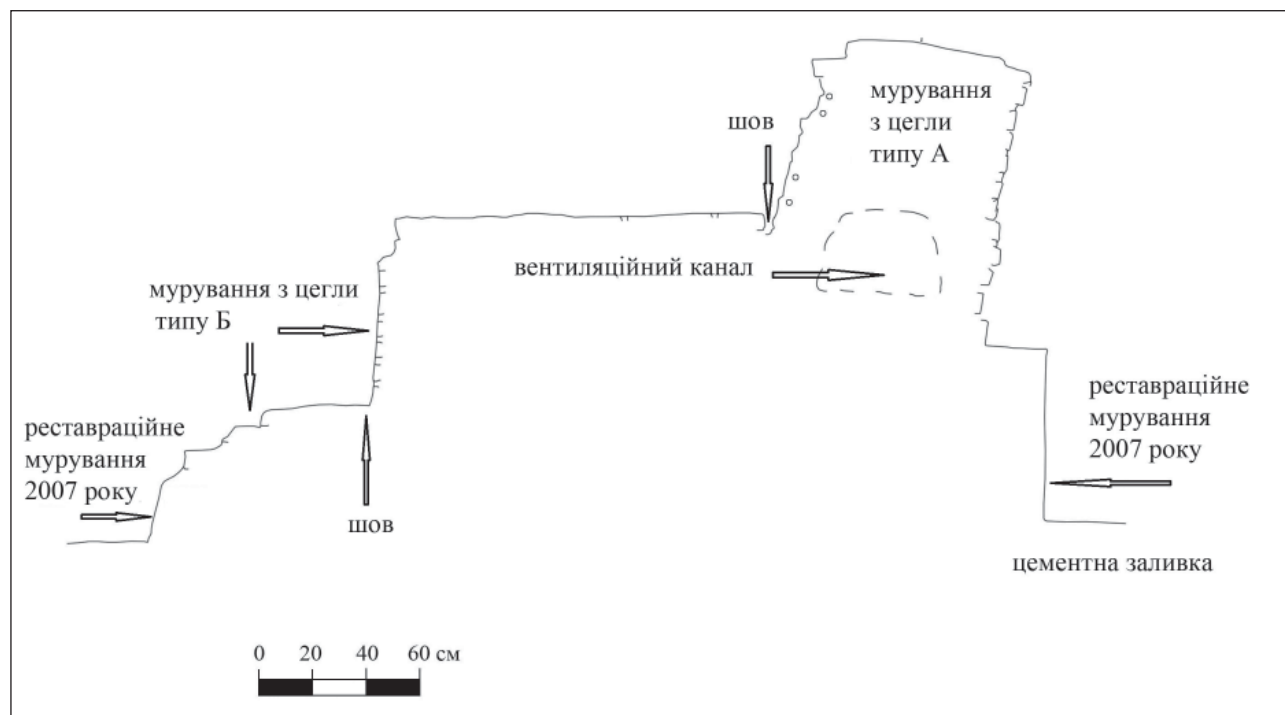 мурування
з цегли
типу А
шов
вентиляційний канал
мурування з цегли
типу Б
реставраційне
мурування
2007 року
шов
реставраційне
мурування
2007 року
цементна заливка
0 20 40 60 см